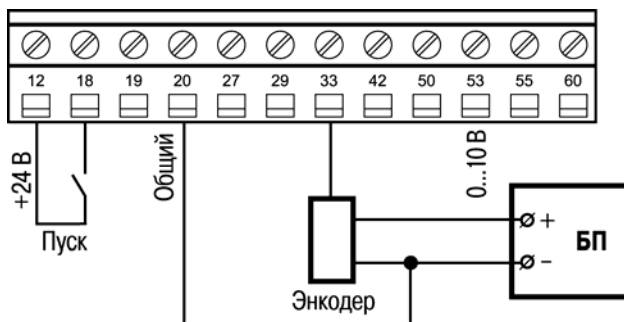 12 18 19 20 27 29 33 42 50 53 55 60
+24 В
Общий
0...10 В
Пуск
Энкодер
+
−
БП